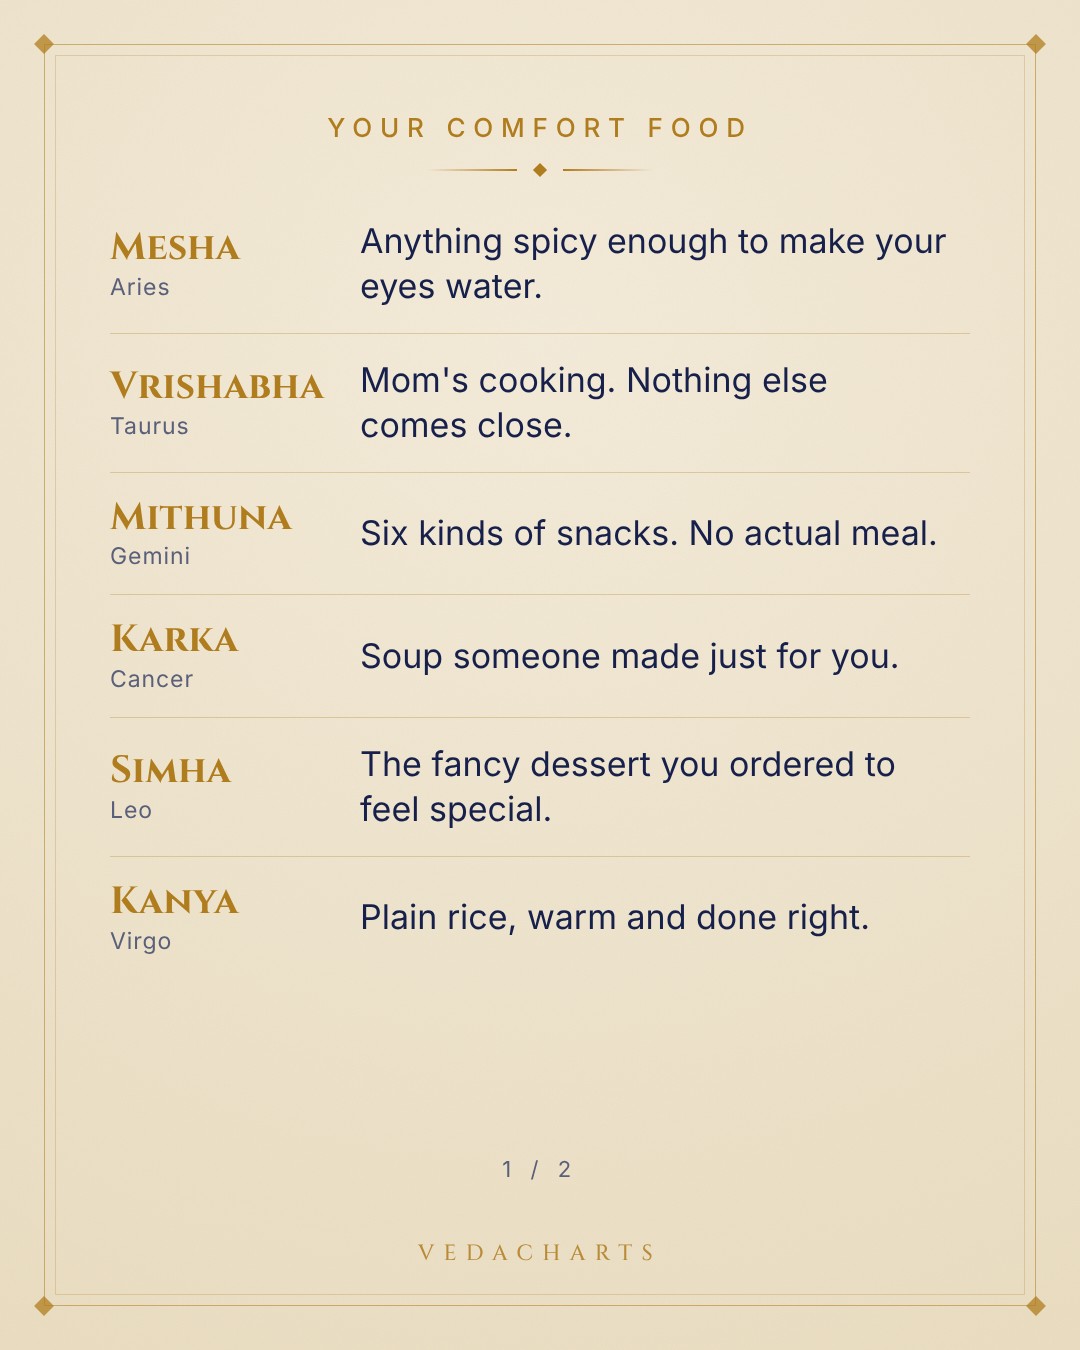 YOUR COMFORT FOOD
MESHA
Aries
Anything spicy enough to make your
eyes water.
VRISHABHA
Taurus
Mom's cooking. Nothing else
comes close.
MITHUNA
Gemini
Six kinds of snacks. No actual meal.
KARKA
Cancer
Soup someone made just for you.
SIMHA
Leo
The fancy dessert you ordered to
feel special.
KANYA
Virgo
Plain rice, warm and done right.
1 / 2
VEDACHARTS